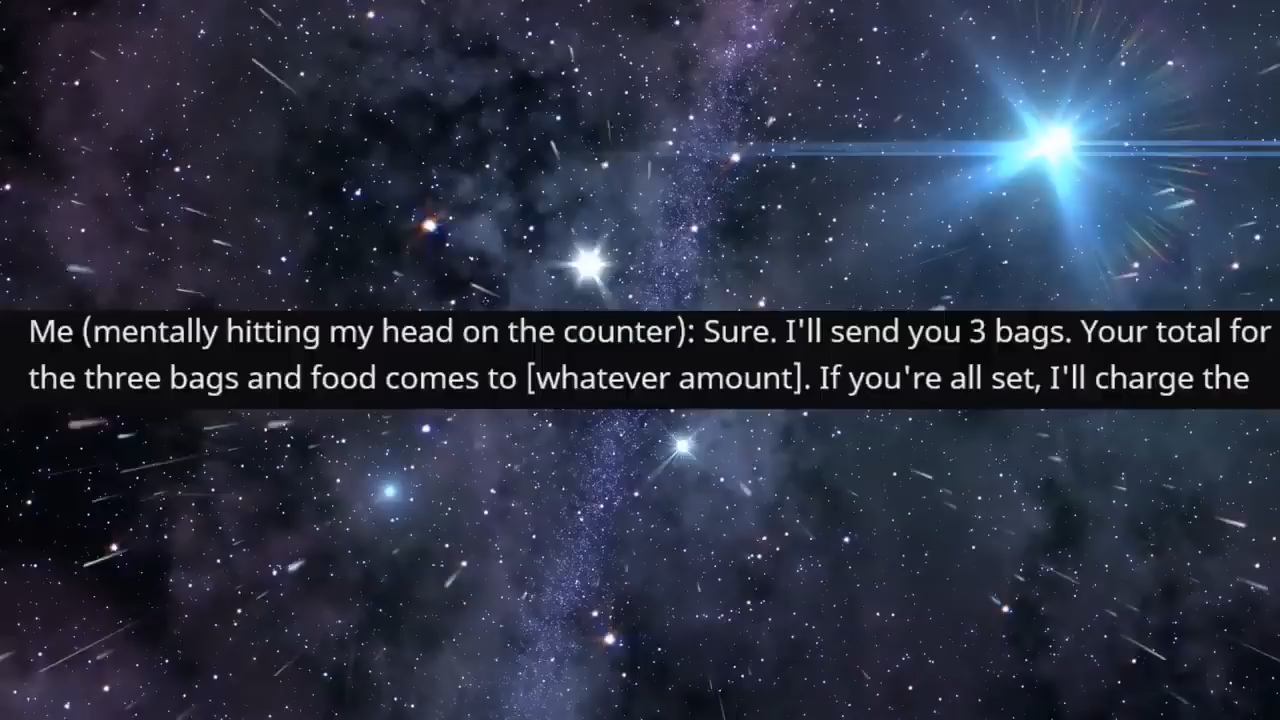 Me (mentally hitting my head on the counter): Sure. I'll send you 3 bags. Your total for
the three bags and food comes to [whatever amount]. If you're all set, I'll charge the